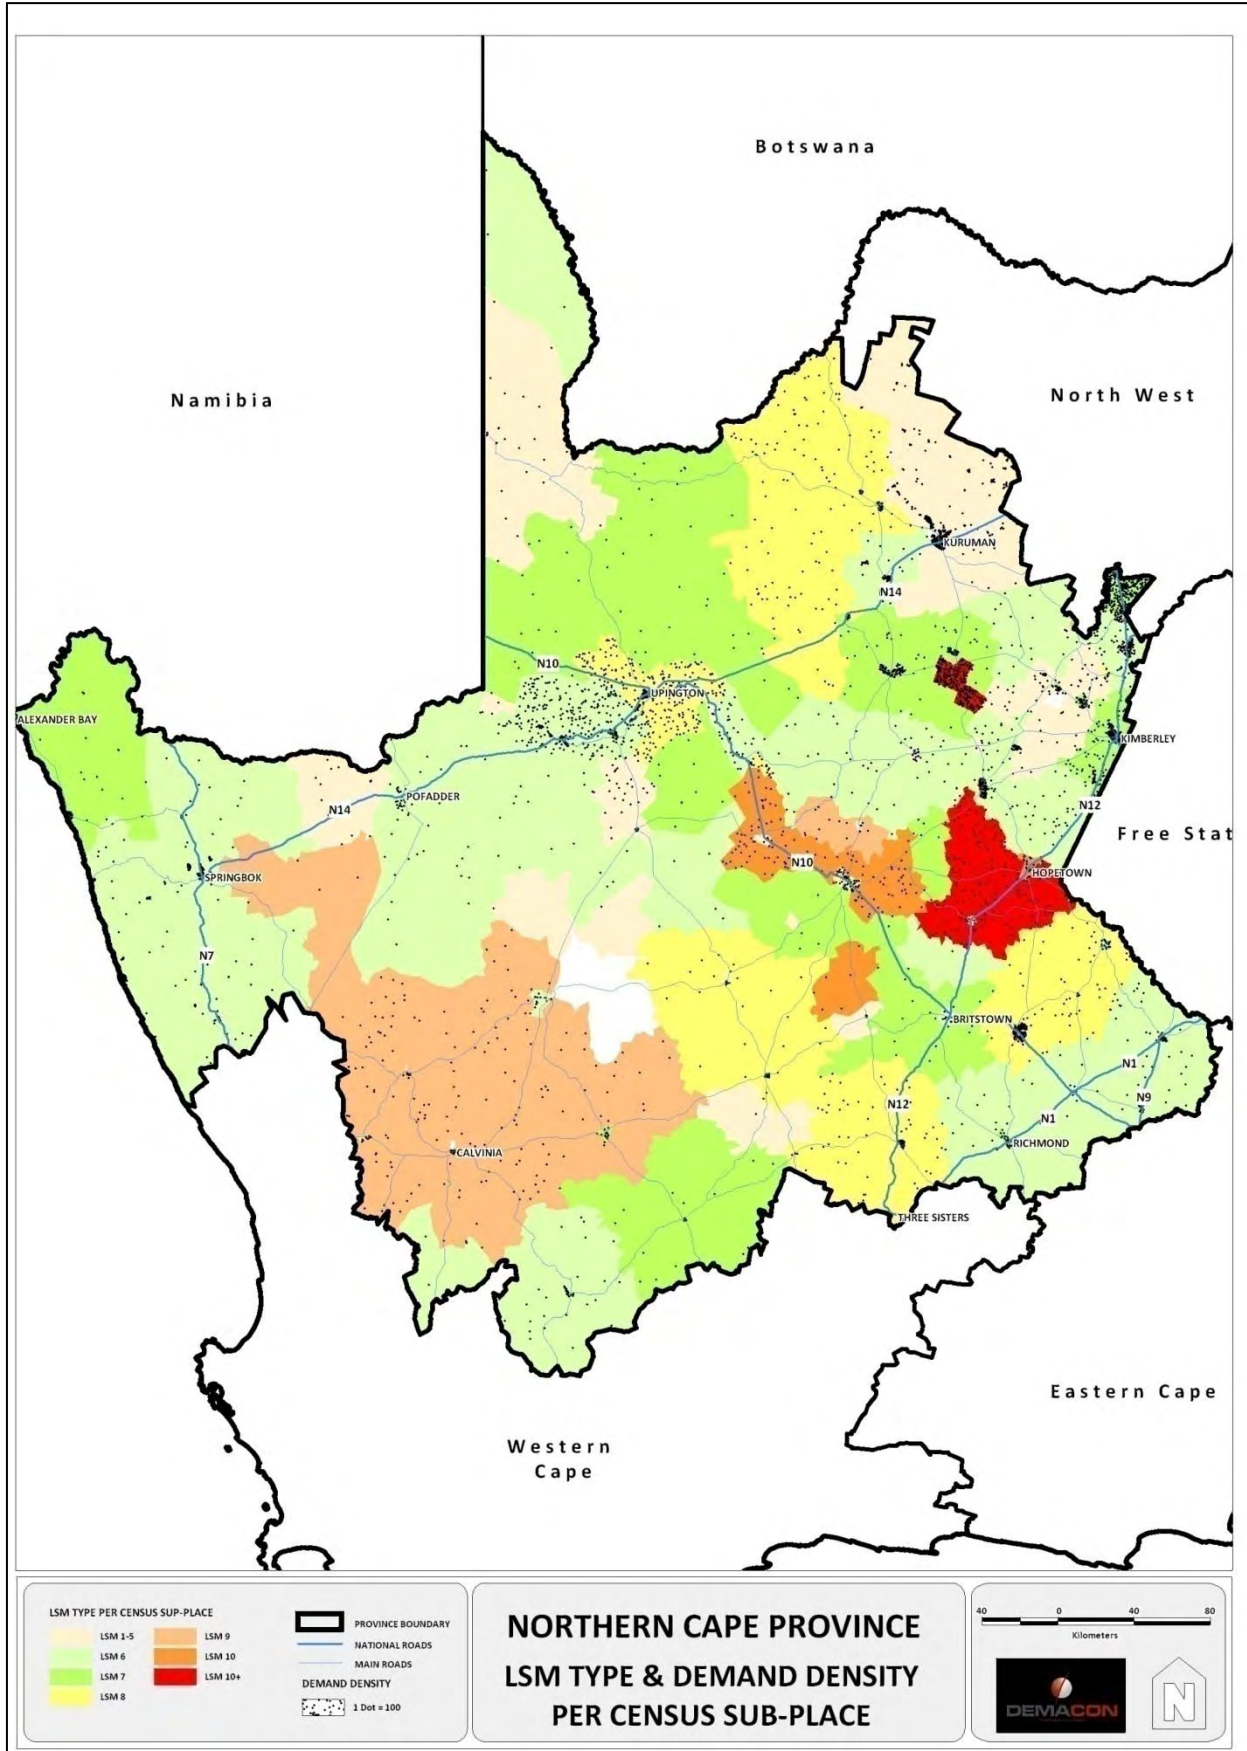 Botswana
Namibia
North West
KURUMAN
N14
N10
UPINGTON
ALEXANDER BAY
KIMBERLEY
POFADDER
N14
N12
Free Stat
SPRINGBOK
N10
HOPETOWN
N7
BRITSTOWN
N1
N12
N9
N1
RICHMOND
CALVINIA
THREE SISTERS
Eastern Cape
Western
Cape
LSM TYPE PER CENSUS SUB-PLACE
LSM 1-5
LSM 6
LSM 7
LSM 8
LSM 9
LSM 10
LSM 10+
PROVINCE BOUNDARY
NATIONAL ROADS
MAIN ROADS
DEMAND DENSITY
1 Dot = 100
NORTHERN CAPE PROVINCE
LSM TYPE & DEMAND DENSITY
PER CENSUS SUB-PLACE
40 0 40 80
Kilometers
DEMACON
N